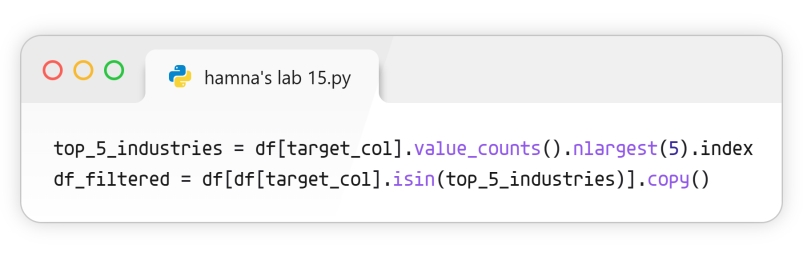 hamna's lab 15.py
top_5_industries = df[target_col].value_counts().nlargest(5).index
df_filtered = df[df[target_col].isin(top_5_industries)].copy()